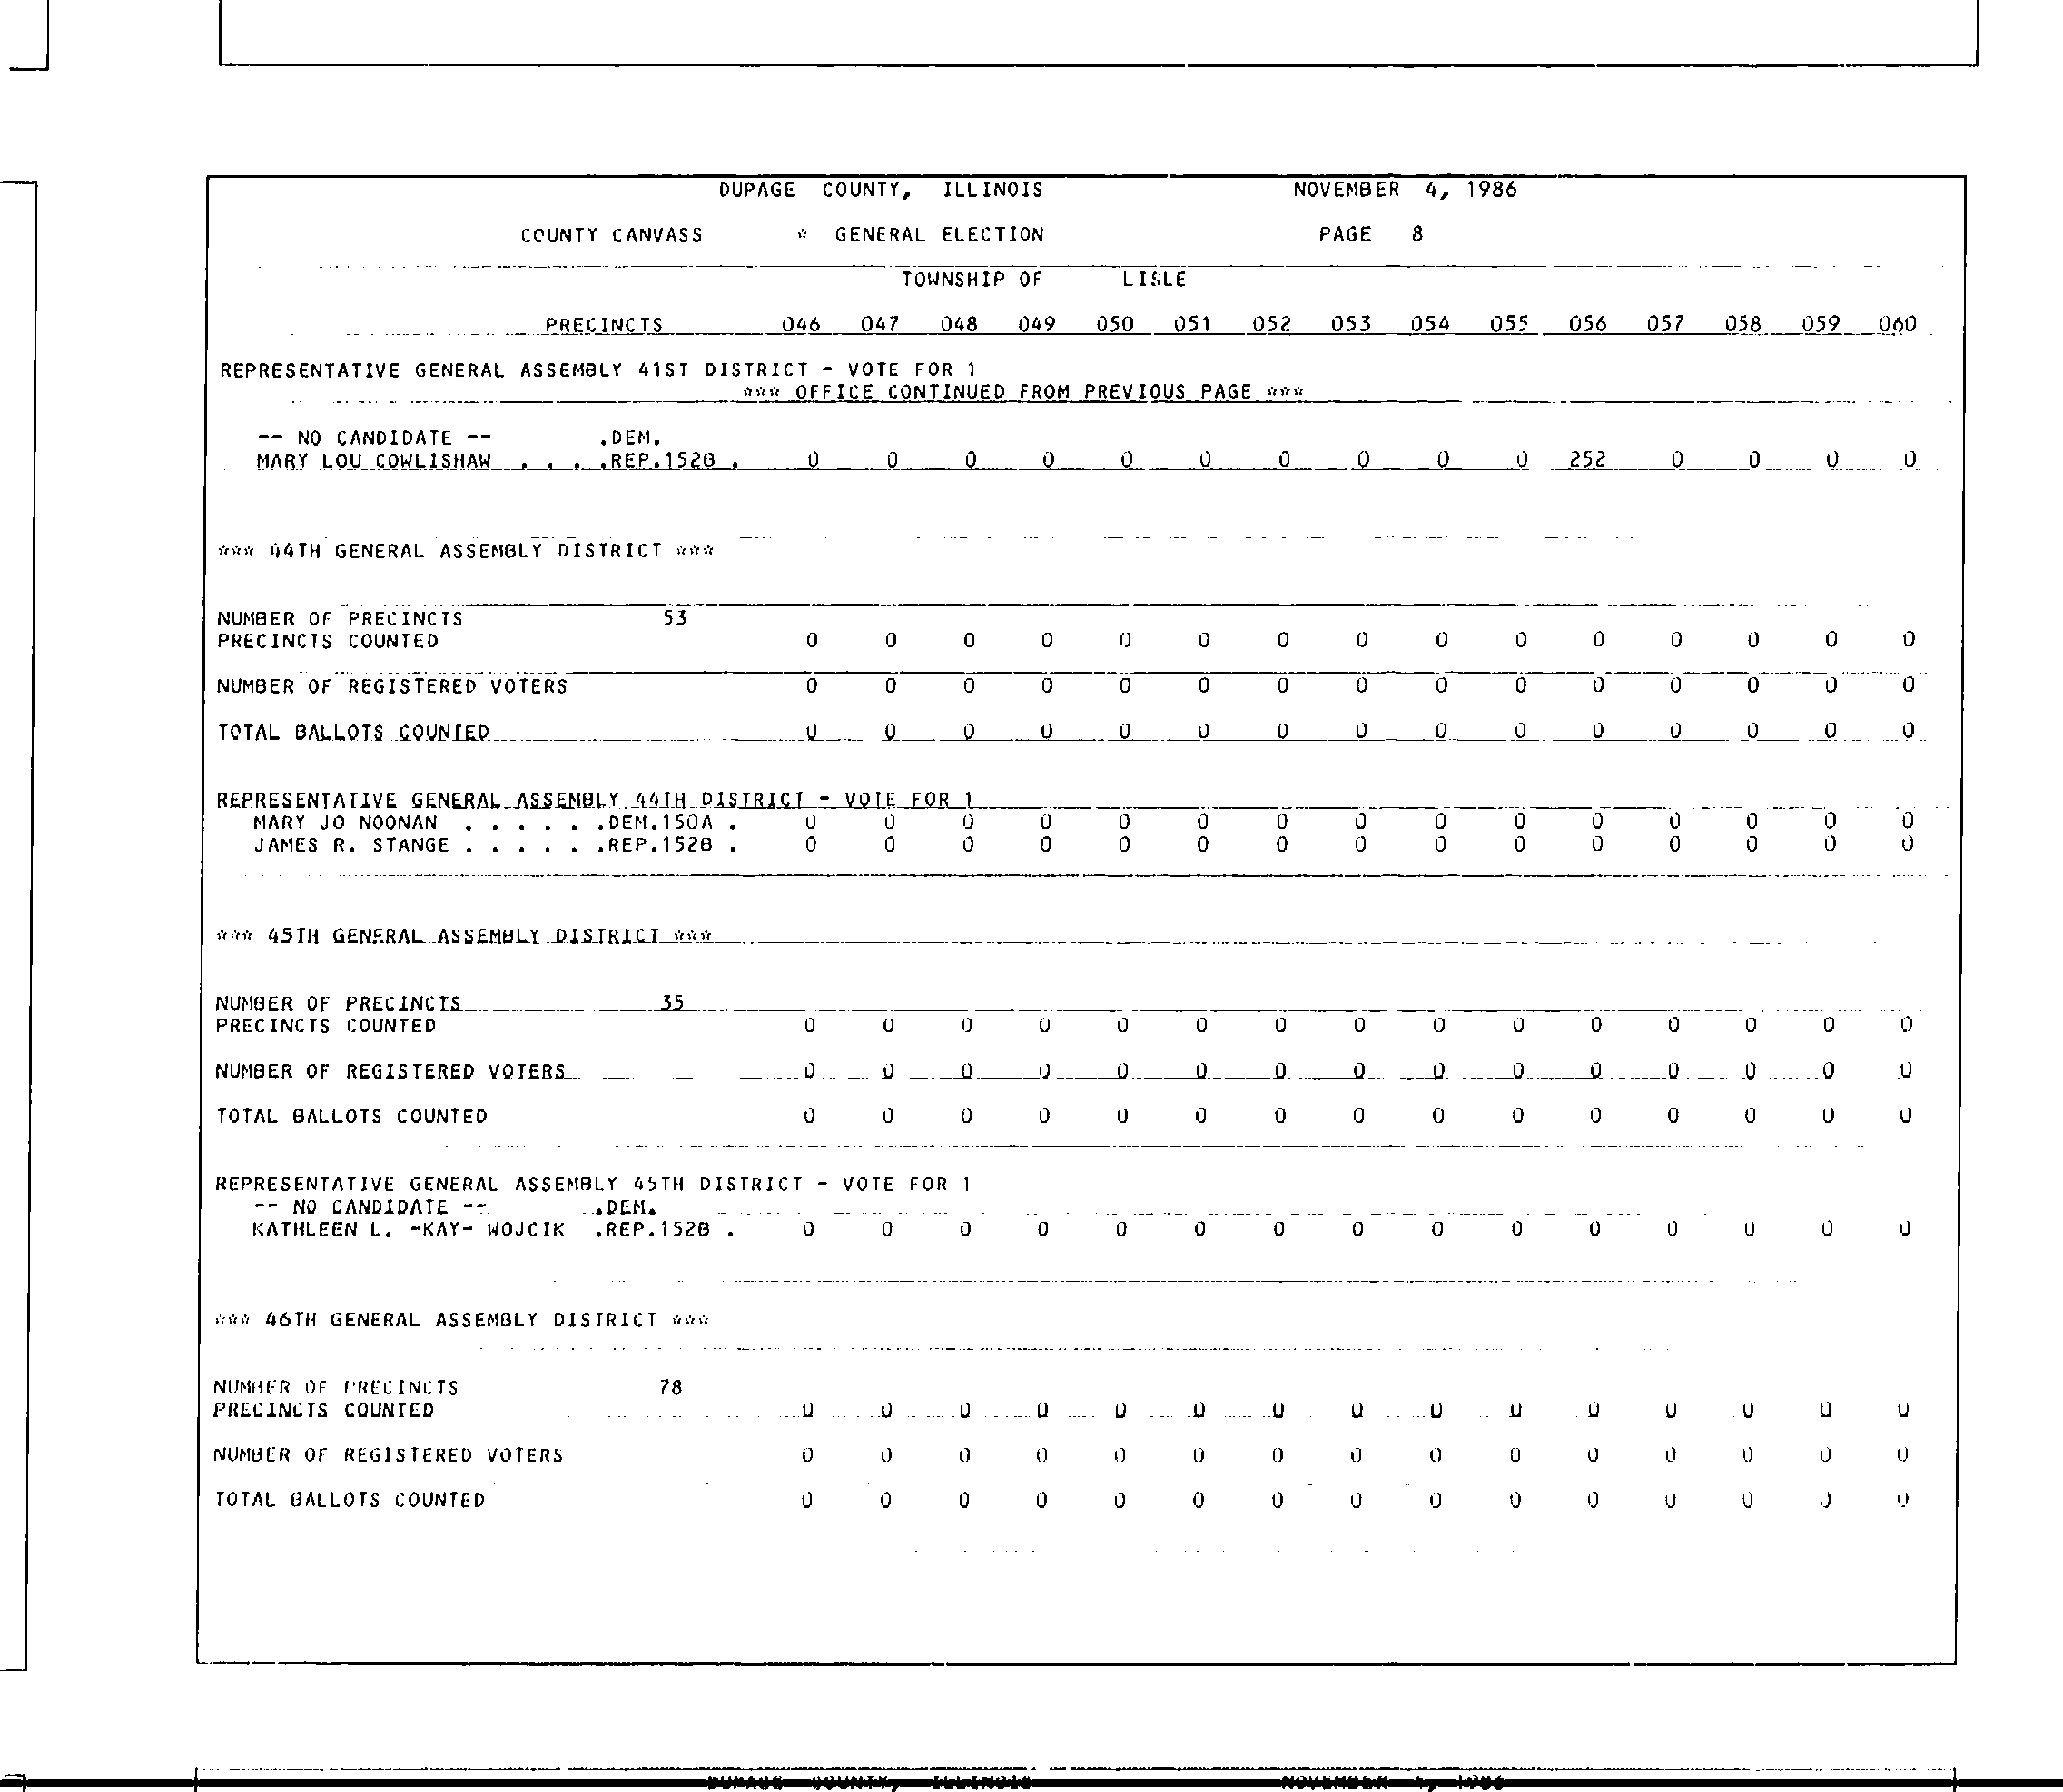 DUPAGE COUNTY, ILLINOIS NOVEMBER 4, 1986
COUNTY CANVASS * GENERAL ELECTION PAGE 8
TOWNSHIP OF LISLE
PRECINCTS 046 047 048 049 050 051 052 053 054 055 056 057 058 059 060
REPRESENTATIVE GENERAL ASSEMBLY 41ST DISTRICT - VOTE FOR 1
*** OFFICE CONTINUED FROM PREVIOUS PAGE ***
-- NO CANDIDATE -- .DEM.
MARY LOU COWLISHAW . . . .REP.152B . 0 0 0 0 0 0 0 0 0 0 252 0 0 0 0
*** 44TH GENERAL ASSEMBLY DISTRICT ***
NUMBER OF PRECINCTS 53
PRECINCTS COUNTED 0 0 0 0 0 0 0 0 0 0 0 0 0 0 0
NUMBER OF REGISTERED VOTERS 0 0 0 0 0 0 0 0 0 0 0 0 0 0 0
TOTAL BALLOTS COUNTED 0 0 0 0 0 0 0 0 0 0 0 0 0 0 0
REPRESENTATIVE GENERAL ASSEMBLY 44TH DISTRICT - VOTE FOR 1
MARY JO NOONAN . . . . . .DEM.150A . 0 0 0 0 0 0 0 0 0 0 0 0 0 0 0
JAMES R. STANGE . . . . . .REP.152B . 0 0 0 0 0 0 0 0 0 0 0 0 0 0 0
*** 45TH GENERAL ASSEMBLY DISTRICT ***
NUMBER OF PRECINCTS 35
PRECINCTS COUNTED 0 0 0 0 0 0 0 0 0 0 0 0 0 0 0
NUMBER OF REGISTERED VOTERS 0 0 0 0 0 0 0 0 0 0 0 0 0 0 0
TOTAL BALLOTS COUNTED 0 0 0 0 0 0 0 0 0 0 0 0 0 0 0
REPRESENTATIVE GENERAL ASSEMBLY 45TH DISTRICT - VOTE FOR 1
-- NO CANDIDATE -- .DEM.
KATHLEEN L. -KAY- WOJCIK .REP.152B . 0 0 0 0 0 0 0 0 0 0 0 0 0 0 0
*** 46TH GENERAL ASSEMBLY DISTRICT ***
NUMBER OF PRECINCTS 78
PRECINCTS COUNTED 0 0 0 0 0 0 0 0 0 0 0 0 0 0 0
NUMBER OF REGISTERED VOTERS 0 0 0 0 0 0 0 0 0 0 0 0 0 0 0
TOTAL BALLOTS COUNTED 0 0 0 0 0 0 0 0 0 0 0 0 0 0 0
DUPAGE COUNTY, ILLINOIS NOVEMBER 4, 1986